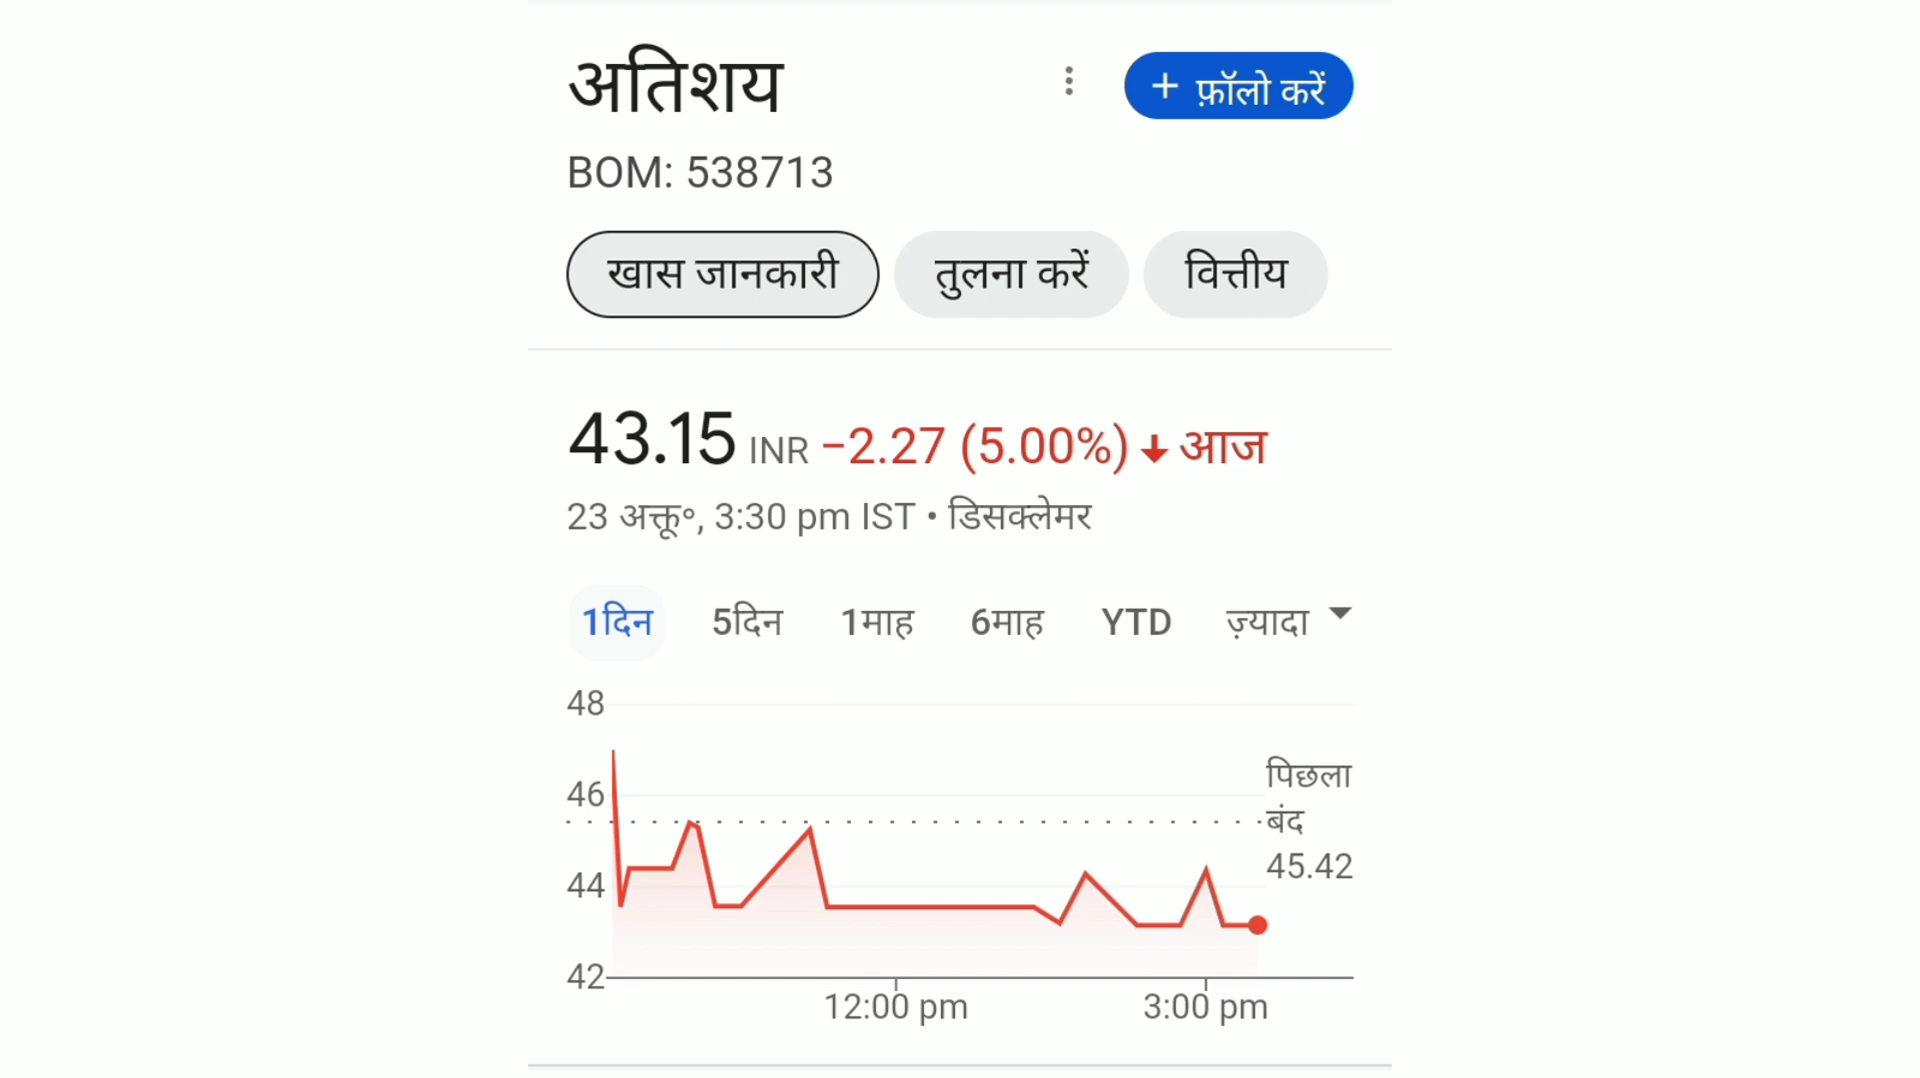 अतिशय
+ फ़ॉलो करें
BOM: 538713
खास जानकारी
तुलना करें
वित्तीय
43.15 INR −2.27 (5.00%) ↓ आज
23 अक्तू॰, 3:30 pm IST • डिसक्लेमर
1दिन 5दिन 1माह 6माह YTD ज़्यादा
48
46
44
42
पिछला
बंद
45.42
12:00 pm
3:00 pm